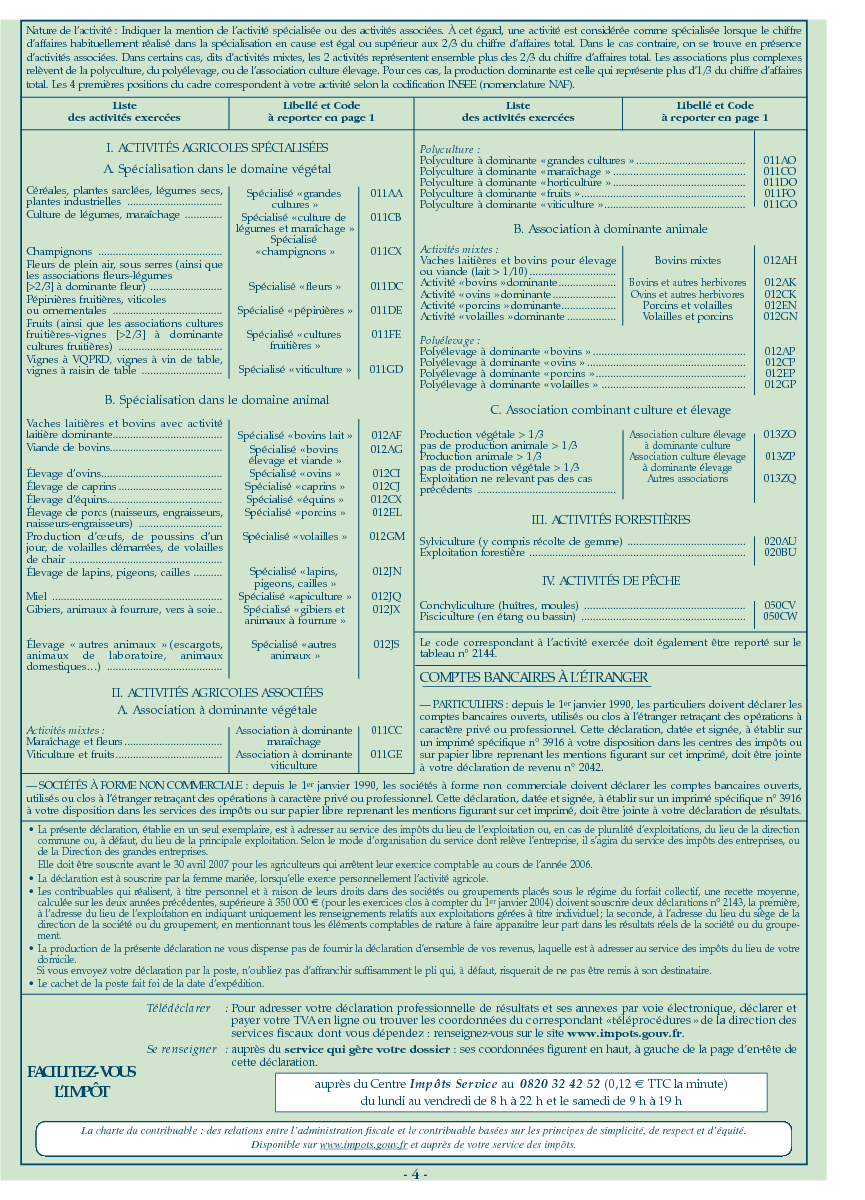 Nature de l'activité : Indiquer la mention de l'activité spécialisée ou des activités associées. À cet égard, une activité est considérée comme spécialisée lorsque le chiffre
d'affaires habituellement réalisé dans la spécialisation en cause est égal ou supérieur aux 2/3 du chiffre d'affaires total. Dans le cas contraire, on se trouve en présence
d'activités associées. Dans certains cas, dits d'activités mixtes, les 2 activités représentent ensemble plus des 2/3 du chiffre d'affaires total. Les associations plus complexes
relèvent de la polyculture, du polyélevage, ou de l'association culture élevage. Pour ces cas, la production dominante est celle qui représente plus d'1/3 du chiffre d'affaires
total. Les 4 premières positions du cadre correspondent à votre activité selon la codification INSEE (nomenclature NAF).
Liste
des activités exercées
Libellé et Code
à reporter en page 1
I. ACTIVITÉS AGRICOLES SPÉCIALISÉES
A. Spécialisation dans le domaine végétal
Céréales, plantes sarclées, légumes secs,
plantes industrielles ................................ Spécialisé «grandes cultures » 011AA
Culture de légumes, maraîchage ............. Spécialisé «culture de légumes et maraîchage » 011CB
Champignons .......................................... Spécialisé «champignons » 011CX
Fleurs de plein air, sous serres (ainsi que
les associations fleurs-légumes
[>2/3] à dominante fleur) ......................... Spécialisé «fleurs » 011DC
Pépinières fruitières, viticoles
ou ornementales ...................................... Spécialisé «pépinières » 011DE
Fruits (ainsi que les associations cultures
fruitières-vignes [>2/3] à dominante
cultures fruitières) .................................... Spécialisé «cultures fruitières » 011FE
Vignes à VQPRD, vignes à vin de table,
vignes à raisin de table ............................ Spécialisé «viticulture » 011GD
B. Spécialisation dans le domaine animal
Vaches laitières et bovins avec activité
laitière dominante..................................... Spécialisé «bovins lait » 012AF
Viande de bovins...................................... Spécialisé «bovins élevage et viande » 012AG
Élevage d'ovins......................................... Spécialisé «ovins » 012CI
Élevage de caprins ................................... Spécialisé «caprins » 012CJ
Élevage d'équins....................................... Spécialisé «équins » 012CX
Élevage de porcs (naisseurs, engraisseurs,
naisseurs-engraisseurs) ............................ Spécialisé «porcins » 012EL
Production d'œufs, de poussins d'un
jour, de volailles démarrées, de volailles
de chair .................................................... Spécialisé «volailles » 012GM
Élevage de lapins, pigeons, cailles .......... Spécialisé «lapins, pigeons, cailles » 012JN
Miel .......................................................... Spécialisé «apiculture » 012JQ
Gibiers, animaux à fourrure, vers à soie.. Spécialisé «gibiers et animaux à fourrure » 012JX
Élevage « autres animaux » (escargots,
animaux de laboratoire, animaux
domestiques…) ....................................... Spécialisé «autres animaux » 012JS
II. ACTIVITÉS AGRICOLES ASSOCIÉES
A. Association à dominante végétale
Activités mixtes :
Maraîchage et fleurs ................................. Association à dominante maraîchage 011CC
Viticulture et fruits.................................... Association à dominante viticulture 011GE
Liste
des activités exercées
Libellé et Code
à reporter en page 1
Polyculture :
Polyculture à dominante «grandes cultures » ..................................... 011AO
Polyculture à dominante «maraîchage » ............................................. 011CO
Polyculture à dominante «horticulture » ............................................. 011DO
Polyculture à dominante «fruits » ....................................................... 011FO
Polyculture à dominante «viticulture »................................................ 011GO
B. Association à dominante animale
Activités mixtes :
Vaches laitières et bovins pour élevage
ou viande (lait > 1/10) ............................. Bovins mixtes 012AH
Activité «bovins »dominante.................... Bovins et autres herbivores 012AK
Activité «ovins »dominante ..................... Ovins et autres herbivores 012CK
Activité «porcins »dominante................... Porcins et volailles 012EN
Activité «volailles »dominante ................. Volailles et porcins 012GN
Polyélevage :
Polyélevage à dominante «bovins » .................................................... 012AP
Polyélevage à dominante «ovins » ...................................................... 012CP
Polyélevage à dominante «porcins » ................................................... 012EP
Polyélevage à dominante «volailles » ................................................. 012GP
C. Association combinant culture et élevage
Production végétale > 1/3
pas de production animale > 1/3 Association culture élevage à dominante culture 013ZO
Production animale > 1/3
pas de production végétale > 1/3 Association culture élevage à dominante élevage 013ZP
Exploitation ne relevant pas des cas
précédents ............................................... Autres associations 013ZQ
III. ACTIVITÉS FORESTIÈRES
Sylviculture (y compris récolte de gemme) ........................................ 020AU
Exploitation forestière ......................................................................... 020BU
IV. ACTIVITÉS DE PÊCHE
Conchyliculture (huîtres, moules) ....................................................... 050CV
Pisciculture (en étang ou bassin) ......................................................... 050CW
Le code correspondant à l'activité exercée doit également être reporté sur le
tableau n° 2144.
COMPTES BANCAIRES À L'ÉTRANGER
— PARTICULIERS : depuis le 1er janvier 1990, les particuliers doivent déclarer les
comptes bancaires ouverts, utilisés ou clos à l'étranger retraçant des opérations à
caractère privé ou professionnel. Cette déclaration, datée et signée, à établir sur
un imprimé spécifique n° 3916 à votre disposition dans les centres des impôts ou
sur papier libre reprenant les mentions figurant sur cet imprimé, doit être jointe
à votre déclaration de revenu n° 2042.
— SOCIÉTÉS À FORME NON COMMERCIALE : depuis le 1er janvier 1990, les sociétés à forme non commerciale doivent déclarer les comptes bancaires ouverts,
utilisés ou clos à l'étranger retraçant des opérations à caractère privé ou professionnel. Cette déclaration, datée et signée, à établir sur un imprimé spécifique n° 3916
à votre disposition dans les services des impôts ou sur papier libre reprenant les mentions figurant sur cet imprimé, doit être jointe à votre déclaration de résultats.
• La présente déclaration, établie en un seul exemplaire, est à adresser au service des impôts du lieu de l'exploitation ou, en cas de pluralité d'exploitations, du lieu de la direction
commune ou, à défaut, du lieu de la principale exploitation. Selon le mode d'organisation du service dont relève l'entreprise, il s'agira du service des impôts des entreprises, ou
de la Direction des grandes entreprises.
Elle doit être souscrite avant le 30 avril 2007 pour les agriculteurs qui arrêtent leur exercice comptable au cours de l'année 2006.
• La déclaration est à souscrire par la femme mariée, lorsqu'elle exerce personnellement l'activité agricole.
• Les contribuables qui réalisent, à titre personnel et à raison de leurs droits dans des sociétés ou groupements placés sous le régime du forfait collectif, une recette moyenne,
calculée sur les deux années précédentes, supérieure à 350 000 € (pour les exercices clos à compter du 1er janvier 2004) doivent souscrire deux déclarations n° 2143, la première,
à l'adresse du lieu de l'exploitation en indiquant uniquement les renseignements relatifs aux exploitations gérées à titre individuel; la seconde, à l'adresse du lieu du siège de la
direction de la société ou du groupement, en mentionnant tous les éléments comptables de nature à faire apparaître leur part dans les résultats réels de la société ou du groupe-
ment.
• La production de la présente déclaration ne vous dispense pas de fournir la déclaration d'ensemble de vos revenus, laquelle est à adresser au service des impôts du lieu de votre
domicile.
Si vous envoyez votre déclaration par la poste, n'oubliez pas d'affranchir suffisamment le pli qui, à défaut, risquerait de ne pas être remis à son destinataire.
• Le cachet de la poste fait foi de la date d'expédition.
FACILITEZ-VOUS
L'IMPÔT
Télédéclarer : Pour adresser votre déclaration professionnelle de résultats et ses annexes par voie électronique, déclarer et
payer votre TVA en ligne ou trouver les coordonnées du correspondant «téléprocédures» de la direction des
services fiscaux dont vous dépendez : renseignez-vous sur le site www.impots.gouv.fr.
Se renseigner : auprès du service qui gère votre dossier : ses coordonnées figurent en haut, à gauche de la page d'en-tête de
cette déclaration.
auprès du Centre Impôts Service au 0820 32 42 52 (0,12 € TTC la minute)
du lundi au vendredi de 8 h à 22 h et le samedi de 9 h à 19 h
La charte du contribuable : des relations entre l'administration fiscale et le contribuable basées sur les principes de simplicité, de respect et d'équité.
Disponible sur www.impots.gouv.fr et auprès de votre service des impôts.
- 4 -